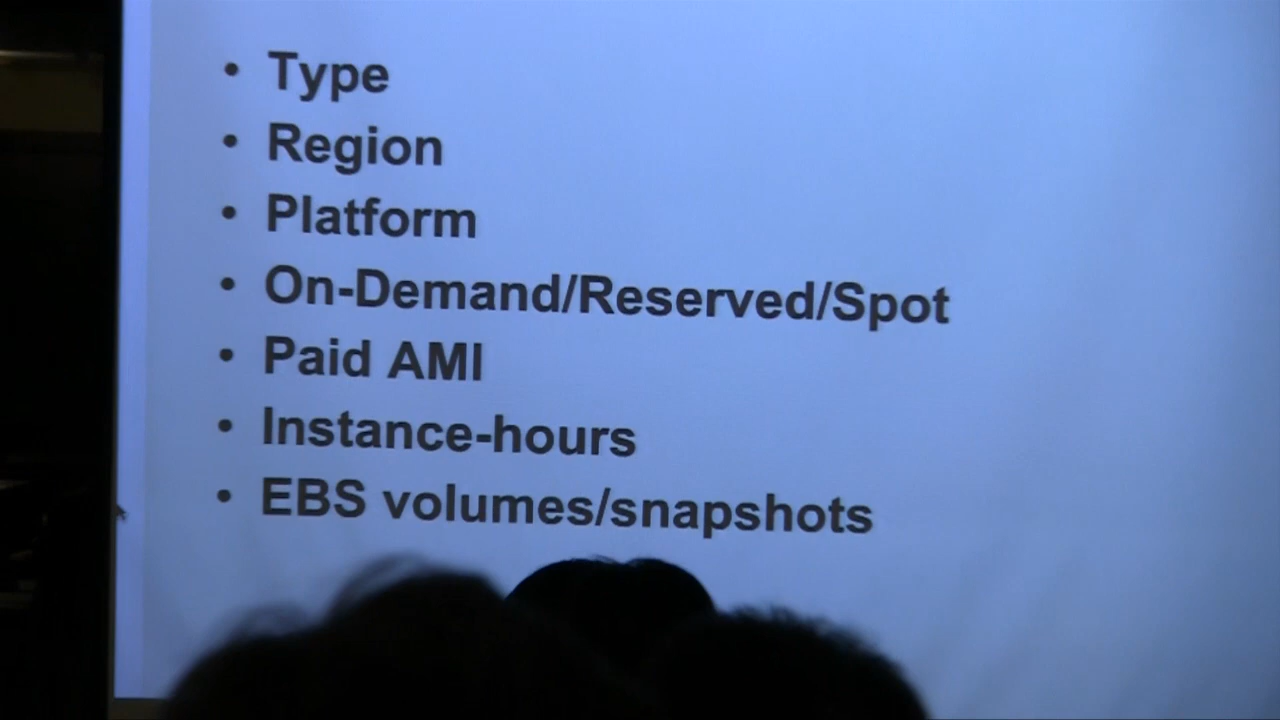 • Type
• Region
• Platform
• On-Demand/Reserved/Spot
• Paid AMI
• Instance-hours
• EBS volumes/snapshots